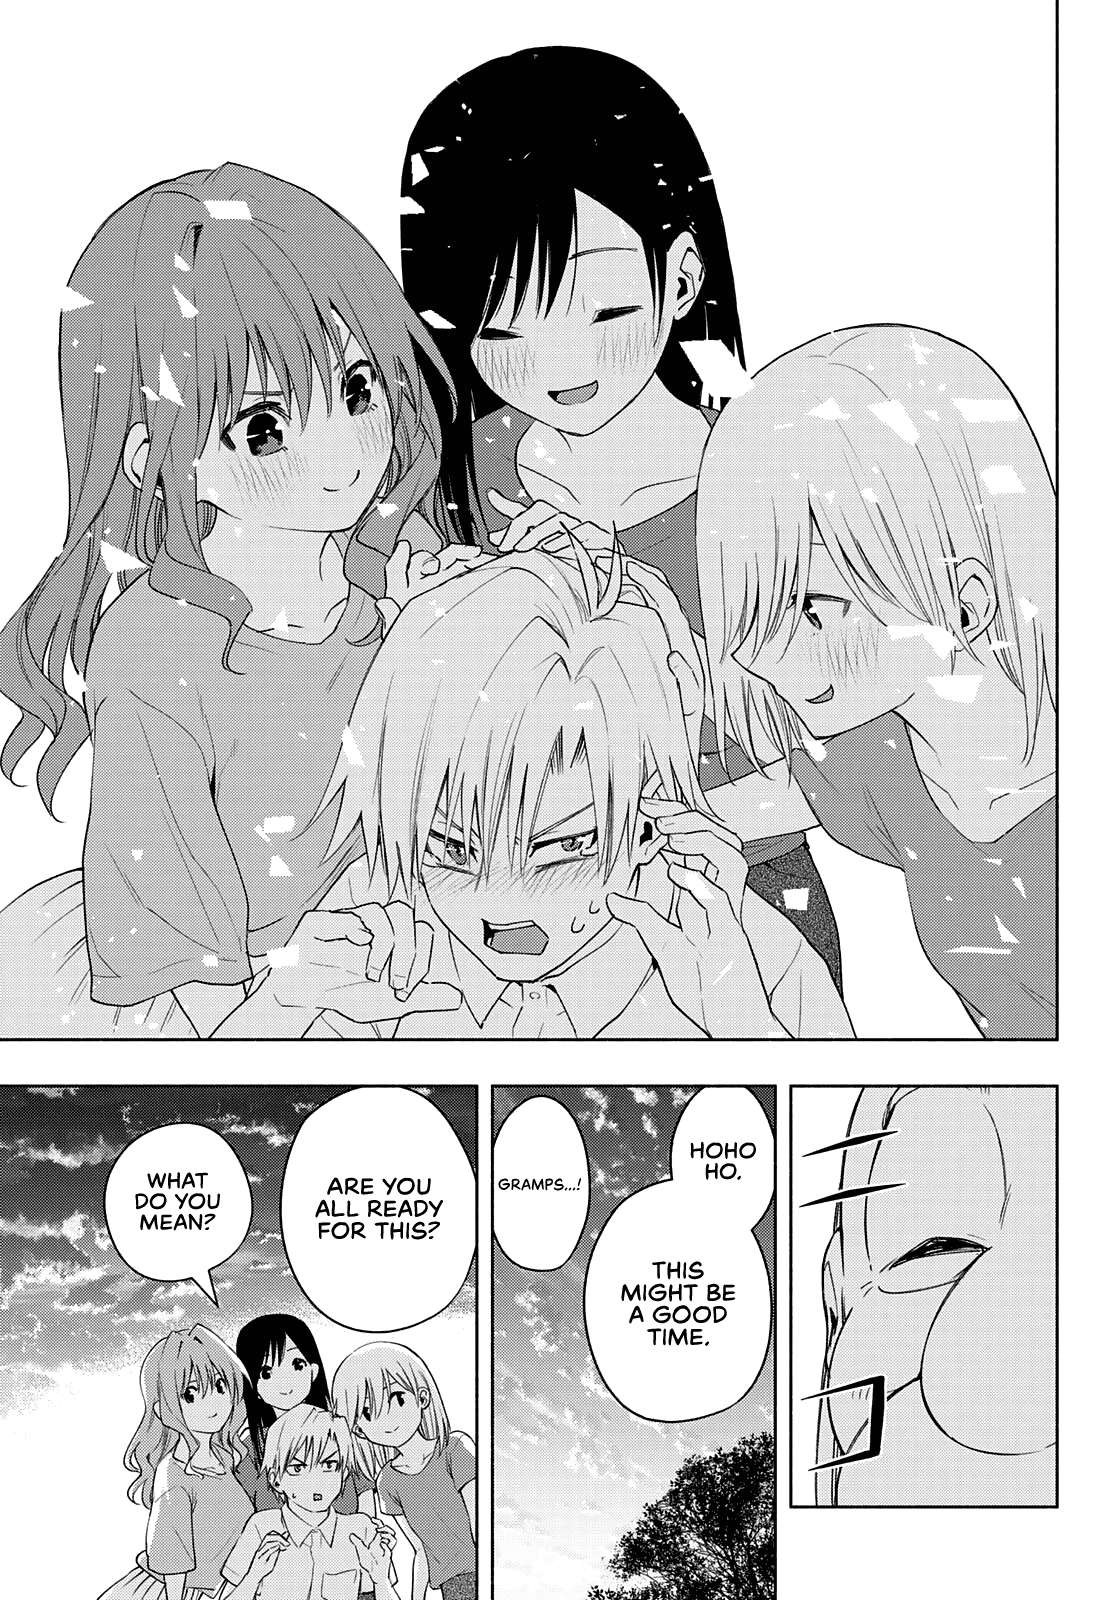 HOHO
HO.
THIS
MIGHT BE
A GOOD
TIME.
GRAMPS...!
ARE YOU
ALL READY
FOR THIS?
WHAT
DO YOU
MEAN?